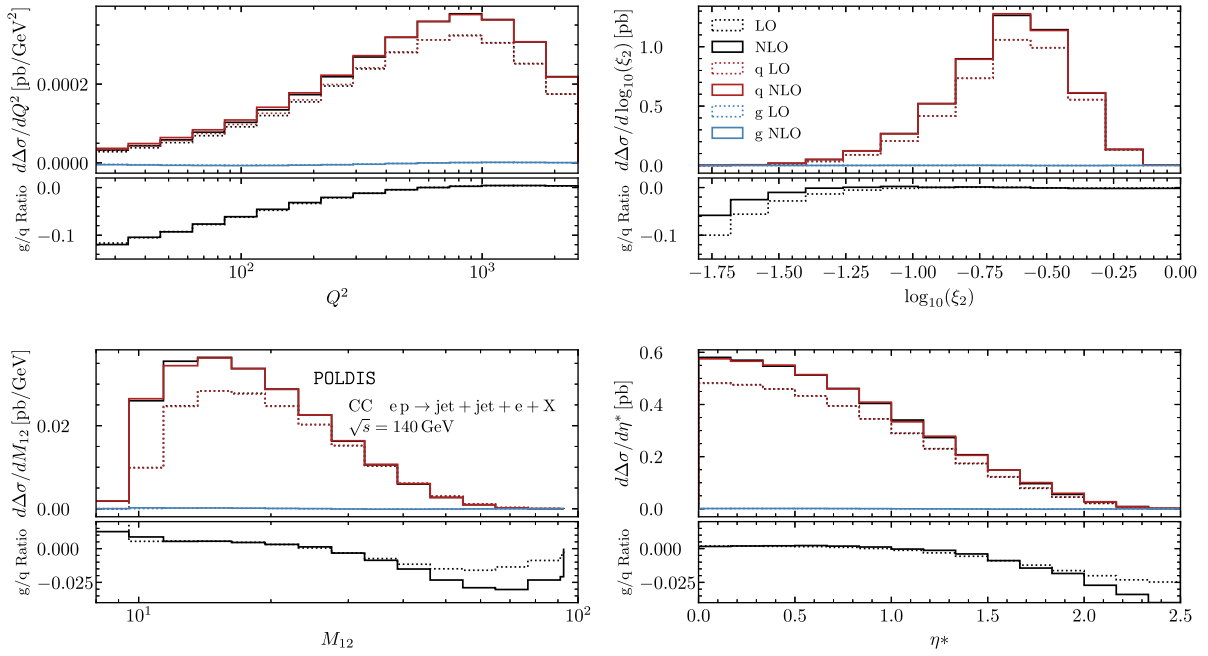 dΔσ/dQ² [pb/GeV²]
0.0002
0.0000
g/q Ratio
0.0
−0.1
10²
10³
Q²
dΔσ/d log₁₀(ξ₂) [pb]
1.0
0.5
0.0
LO
NLO
q LO
q NLO
g LO
g NLO
g/q Ratio
0.0
−0.1
−1.75
−1.50
−1.25
−1.00
−0.75
−0.50
−0.25
0.00
log₁₀(ξ₂)
dΔσ/dM₁₂ [pb/GeV]
0.02
0.00
POLDIS
CC e p → jet + jet + e + X
√s = 140 GeV
g/q Ratio
0.000
−0.025
10¹
10²
M₁₂
dΔσ/dη* [pb]
0.6
0.4
0.2
0.0
g/q Ratio
0.000
−0.025
0.0
0.5
1.0
1.5
2.0
2.5
η*